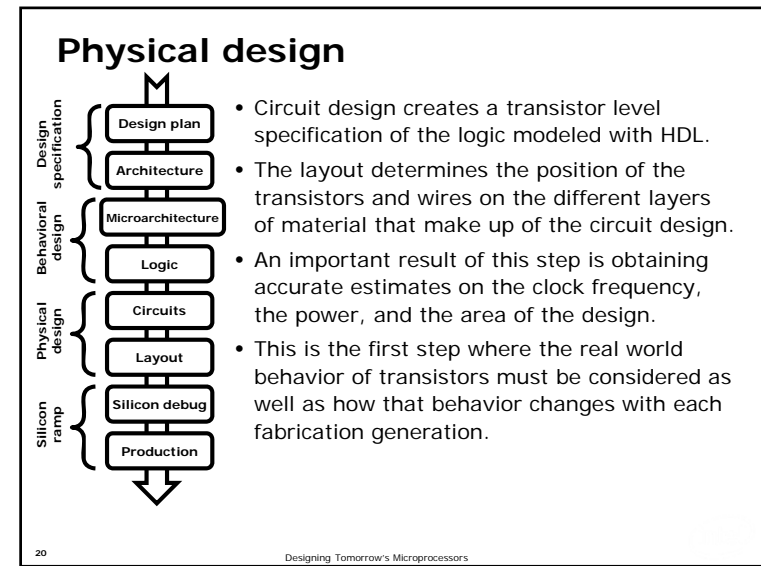 Physical design
Design
specification
Design plan
Architecture
Behavioral
design
Microarchitecture
Logic
Physical
design
Circuits
Layout
Silicon
ramp
Silicon debug
Production
• Circuit design creates a transistor level
specification of the logic modeled with HDL.
• The layout determines the position of the
transistors and wires on the different layers
of material that make up of the circuit design.
• An important result of this step is obtaining
accurate estimates on the clock frequency,
the power, and the area of the design.
• This is the first step where the real world
behavior of transistors must be considered as
well as how that behavior changes with each
fabrication generation.
20
Designing Tomorrow's Microprocessors